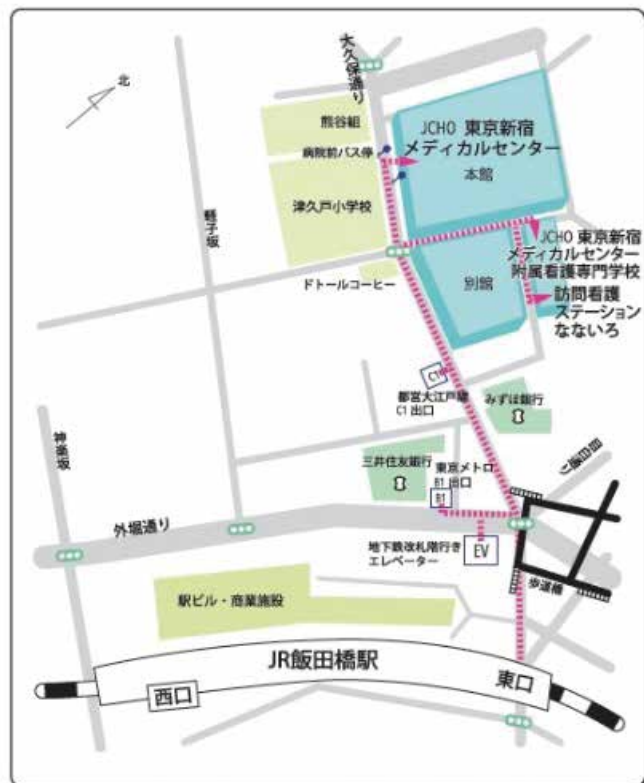 北
大久保通り
熊谷組
病院前バス停
JCHO 東京新宿
メディカルセンター
本館
津久戸小学校
軽子坂
JCHO 東京新宿
メディカルセンター
附属看護専門学校
別館
訪問看護
ステーション
なないろ
ドトールコーヒー
C1
都営大江戸線
C1 出口
みずほ銀行
神楽坂
目白通り
三井住友銀行
東京メトロ
B1 出口
B1
外堀通り
地下鉄改札階行き
エレベーター
EV
歩道橋
駅ビル・商業施設
JR飯田橋駅
西口
東口